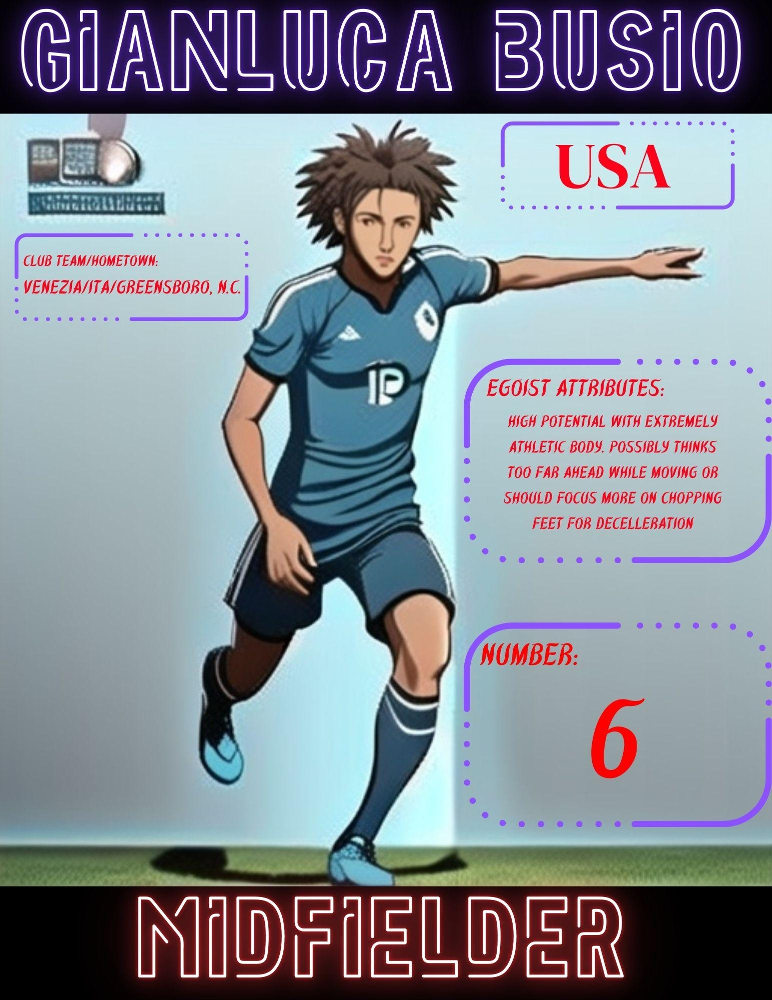 GIANLUCA BUSIO
USA
CLUB TEAM/HOMETOWN:
VENEZIA/ITA/GREENSBORO, N.C.
EGOIST ATTRIBUTES:
HIGH POTENTIAL WITH EXTREMELY
ATHLETIC BODY. POSSIBLY THINKS
TOO FAR AHEAD WHILE MOVING OR
SHOULD FOCUS MORE ON CHOPPING
FEET FOR DECELLERATION
NUMBER:
6
MIDFIELDER